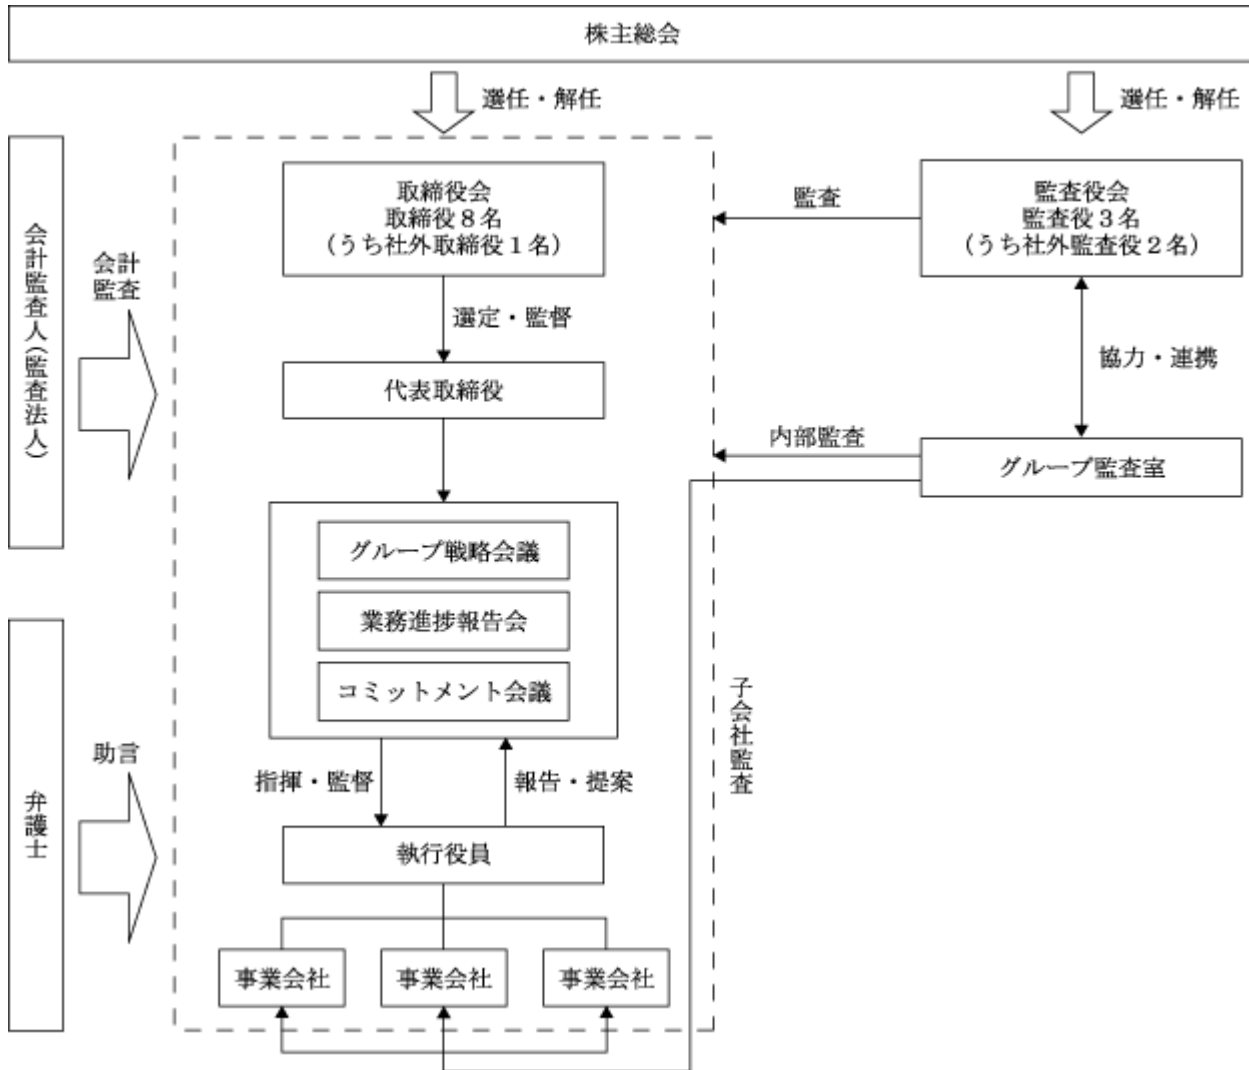 株主総会
選任・解任
選任・解任
会計監査人(監査法人)
会計
監査
取締役会
取締役８名
（うち社外取締役１名）
監査
監査役会
監査役３名
（うち社外監査役２名）
選定・監督
協力・連携
代表取締役
内部監査
グループ監査室
グループ戦略会議
業務進捗報告会
コミットメント会議
子会社監査
弁護士
助言
指揮・監督
報告・提案
執行役員
事業会社
事業会社
事業会社